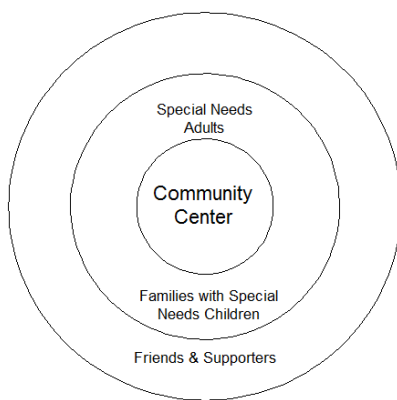 Special Needs
Adults
Community
Center
Families with Special
Needs Children
Friends & Supporters